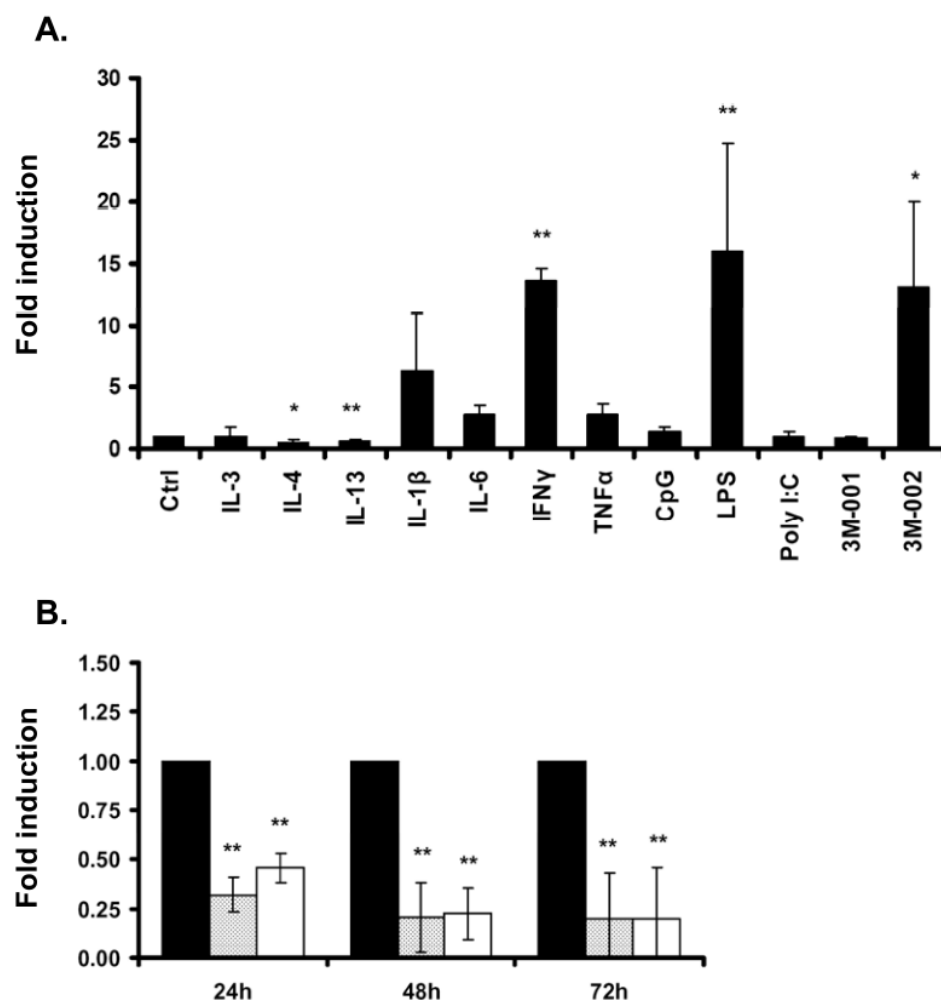 A.
Fold induction
30
25
20
15
10
5
0
**
**
*
*
**
Ctrl
IL-3
IL-4
IL-13
IL-1β
IL-6
IFNγ
TNFα
CpG
LPS
Poly I:C
3M-001
3M-002
B.
Fold induction
1.50
1.25
1.00
0.75
0.50
0.25
0.00
** ** ** ** ** **
24h 48h 72h